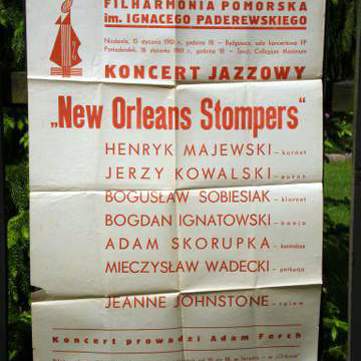 FILHARMONIA POMORSKA
im. IGNACEGO PADEREWSKIEGO
KONCERT JAZZOWY
„New Orleans Stompers"
HENRYK MAJEWSKI – kornet
JERZY KOWALSKI – puzon
BOGUSŁAW SOBIESIAK – klarnet
BOGDAN IGNATOWSKI – banjo
ADAM SKORUPKA – kontrabas
MIECZYSŁAW WADECKI – perkusja
JEANNE JOHNSTONE – śpiew
Koncert prowadzi Adam Ferch